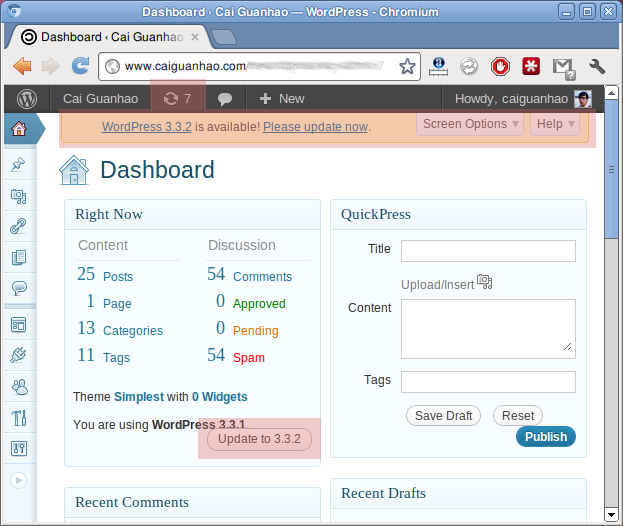 Dashboard ‹ Cai Guanhao — WordPress - Chromium
Dashboard ‹ Cai Guanhao
www.caiguanhao.com/
Cai Guanhao 7 + New Howdy, caiguanhao
WordPress 3.3.2 is available! Please update now. Screen Options Help
Dashboard
Right Now
Content Discussion
25 Posts 54 Comments
1 Page 0 Approved
13 Categories 0 Pending
11 Tags 54 Spam
Theme Simplest with 0 Widgets
You are using WordPress 3.3.1
Update to 3.3.2
Recent Comments
QuickPress
Title
Upload/Insert
Content
Tags
Save Draft Reset
Publish
Recent Drafts